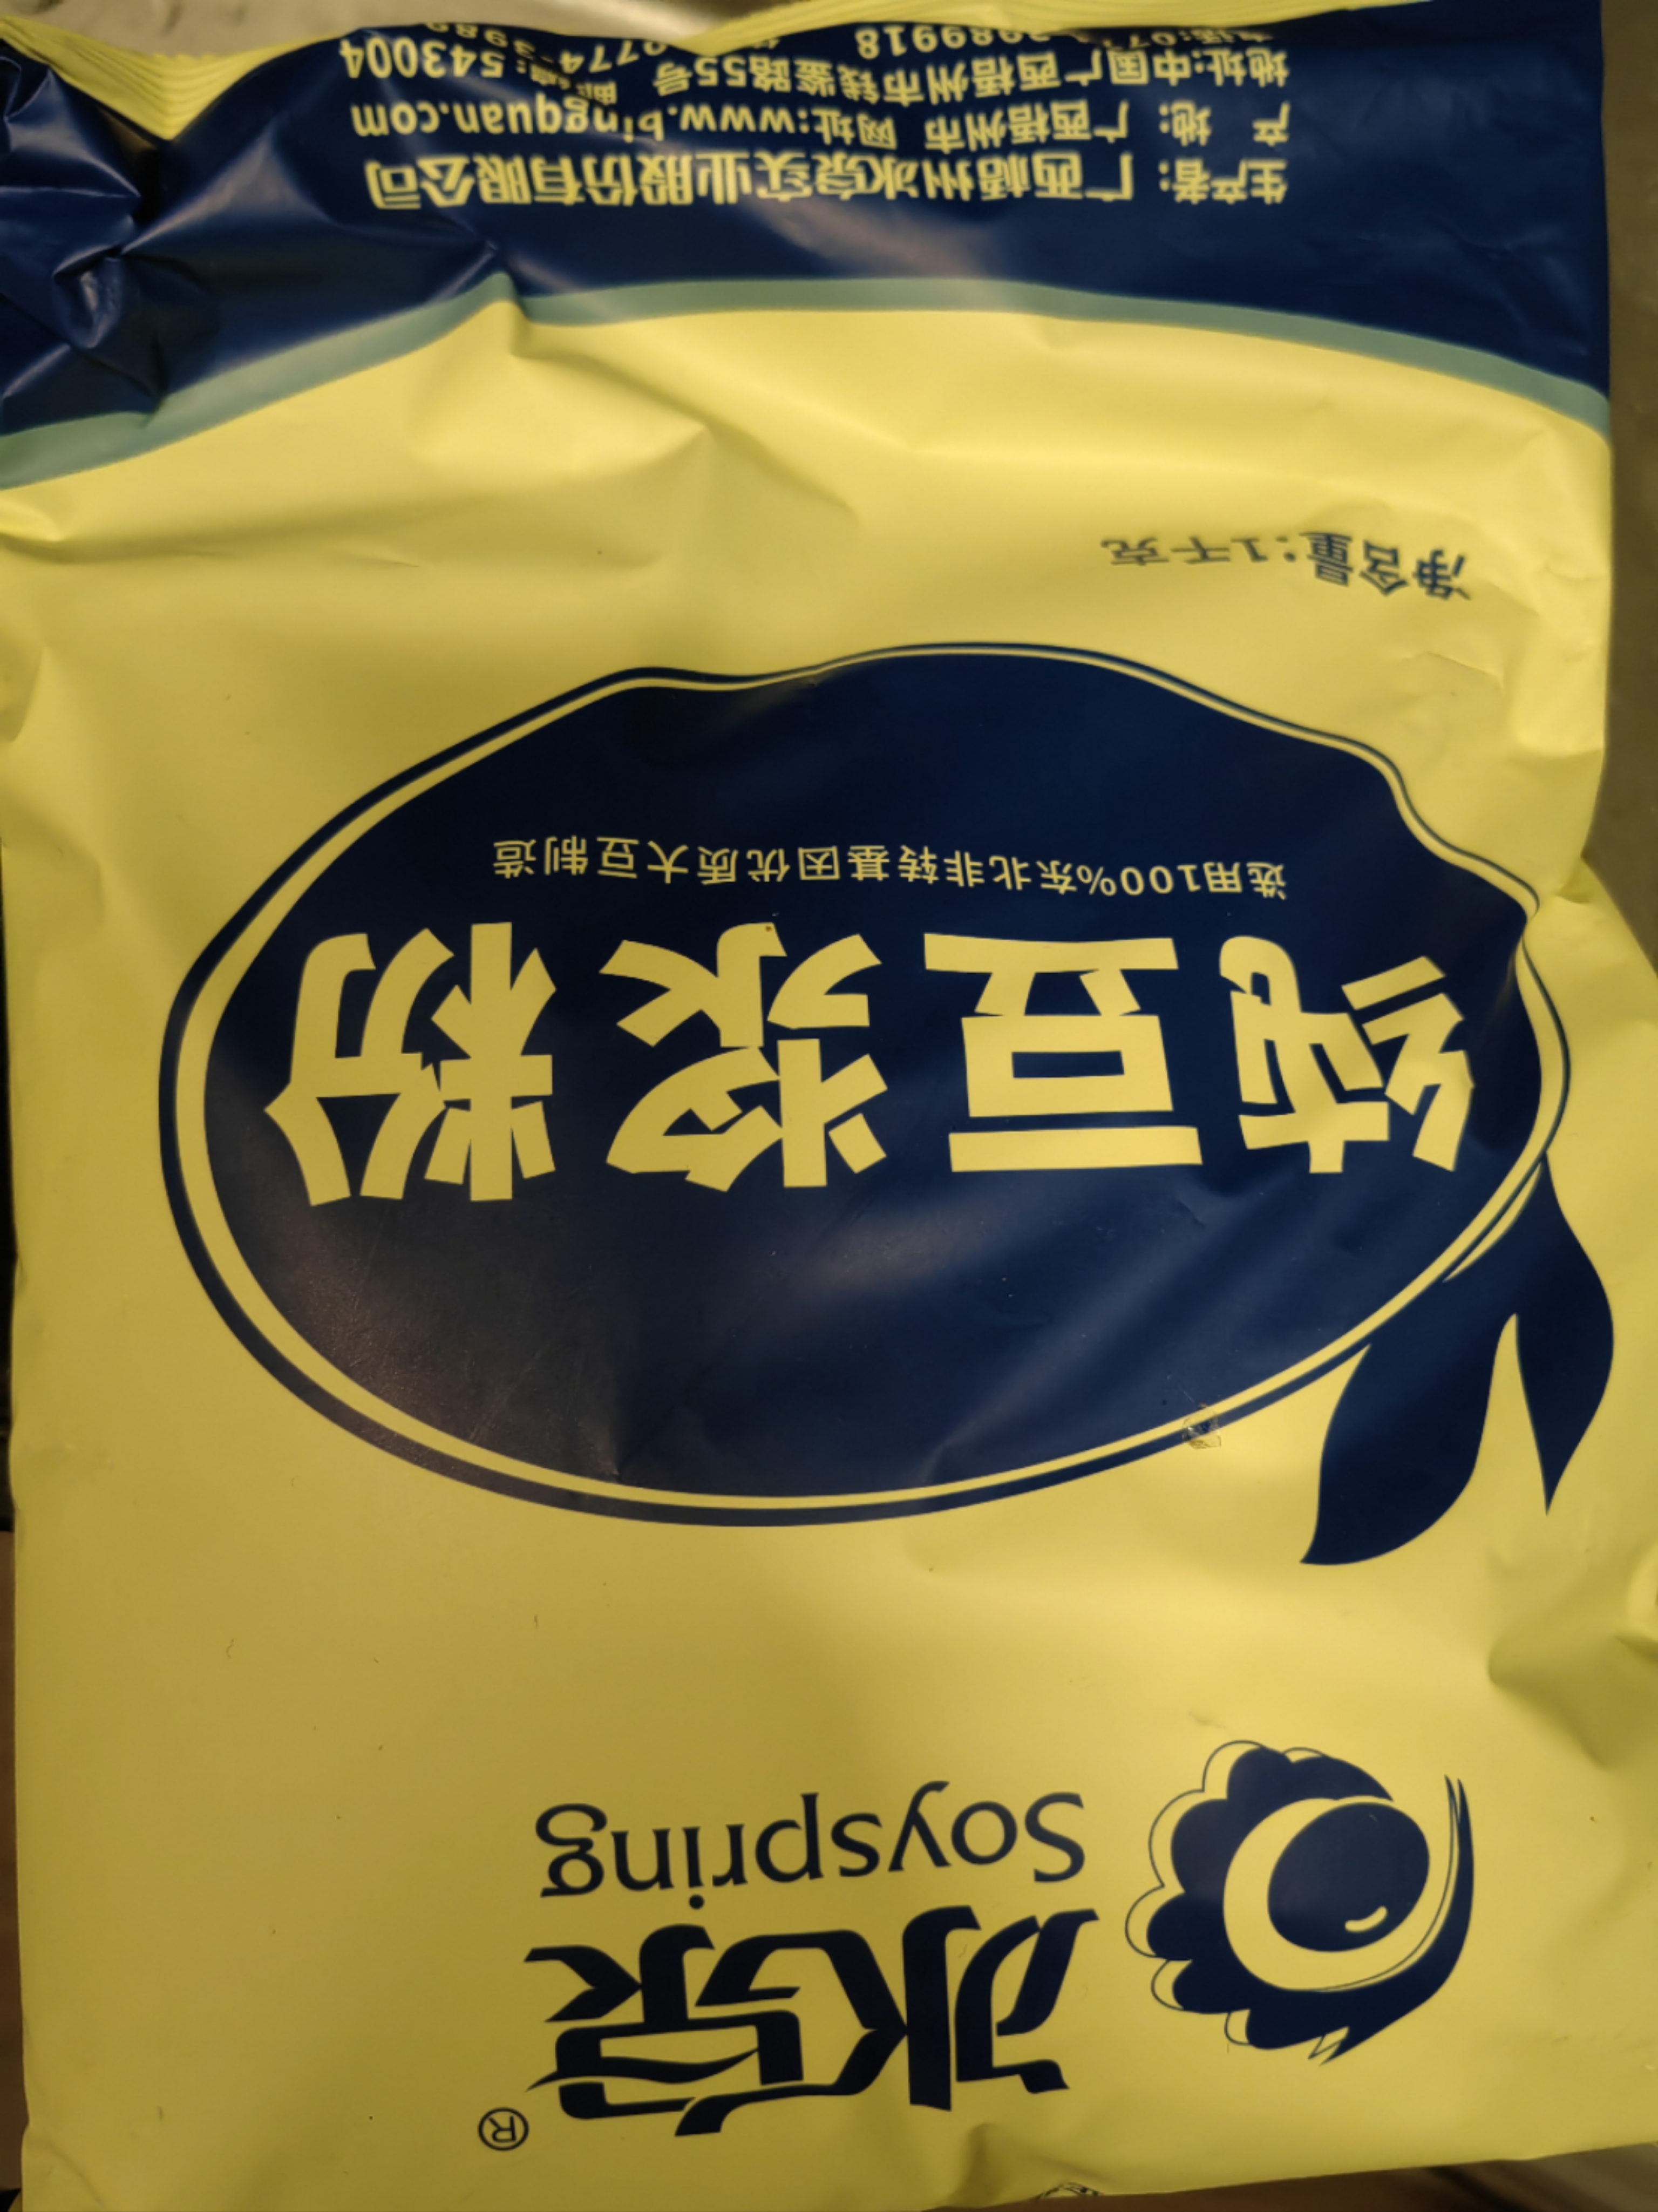 冰泉®
Soyspring
纯豆浆粉
选用100%东北非转基因优质大豆制造
净含量:1千克
生产者: 广西梧州冰泉实业股份有限公司
产 地: 广西梧州市 网址:www.bingquan.com
地址:中国广西梧州市钱鉴路55号 邮编:543004